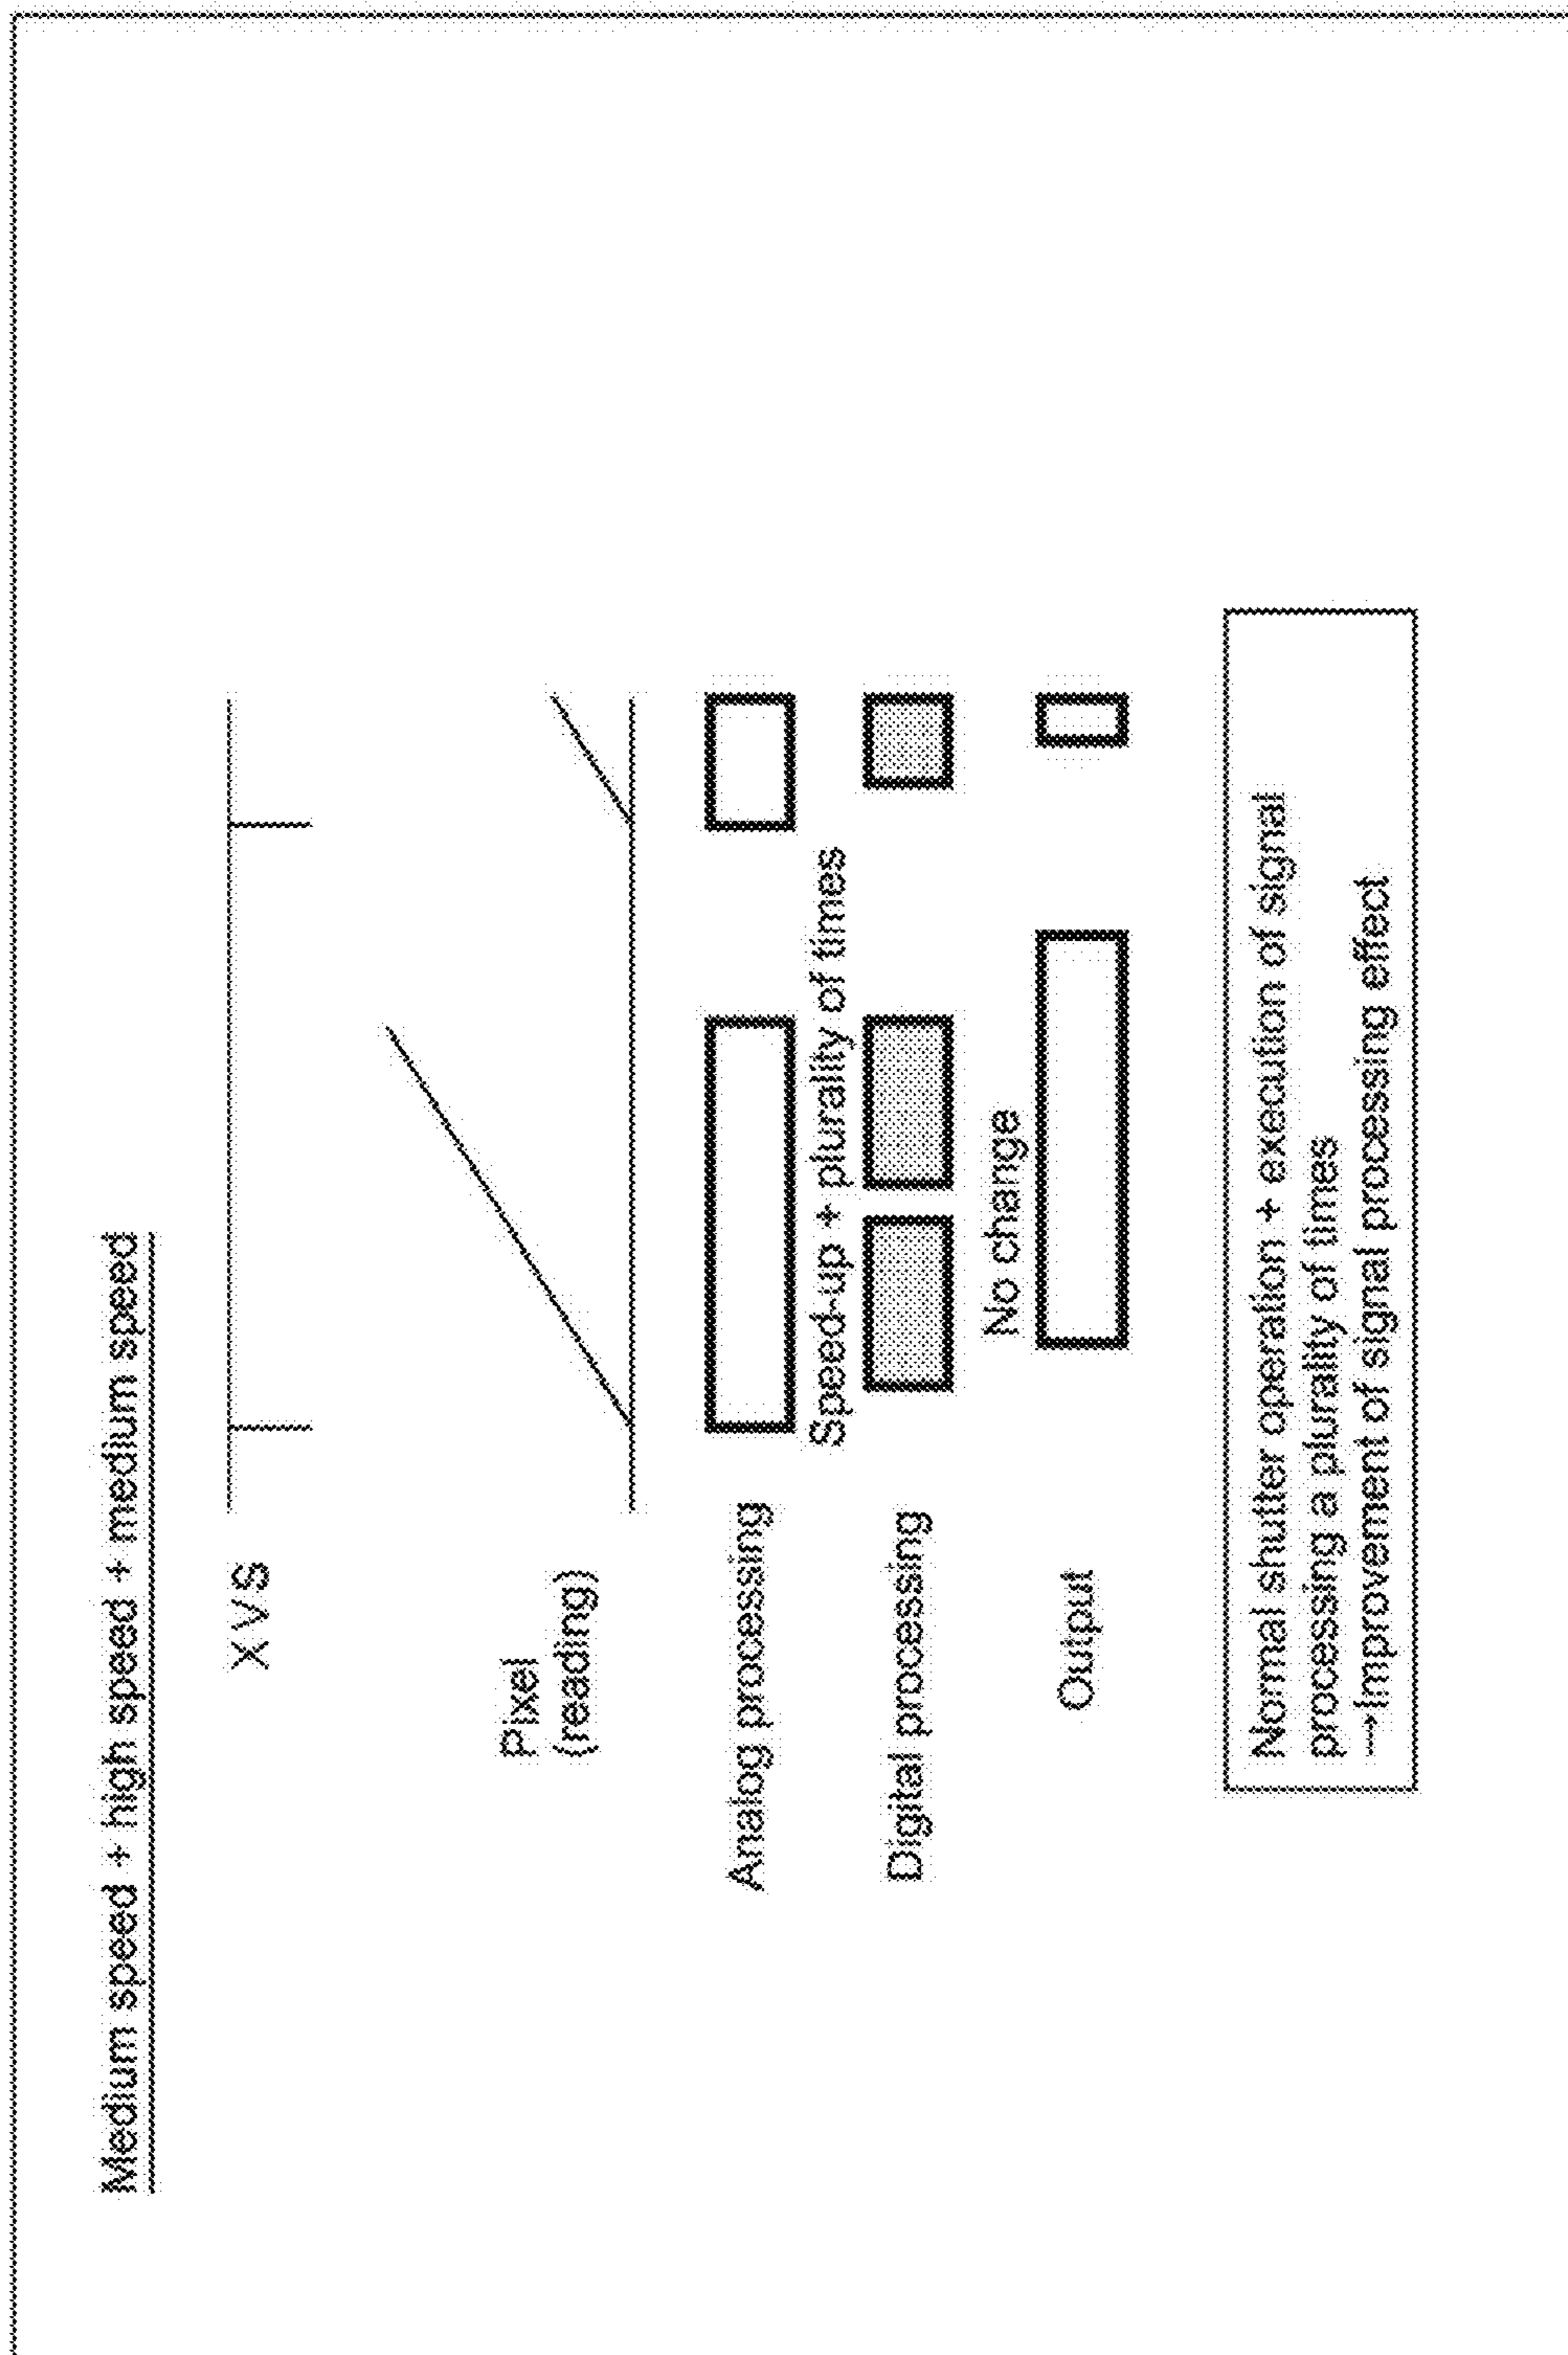 Medium speed + high speed + medium speed
X V S
Pixel
(reading)
Analog processing
Speed-up + plurality of times
Digital processing
No change
Output
Normal shutter operation + execution of signal
processing a plurality of times
→Improvement of signal processing effect